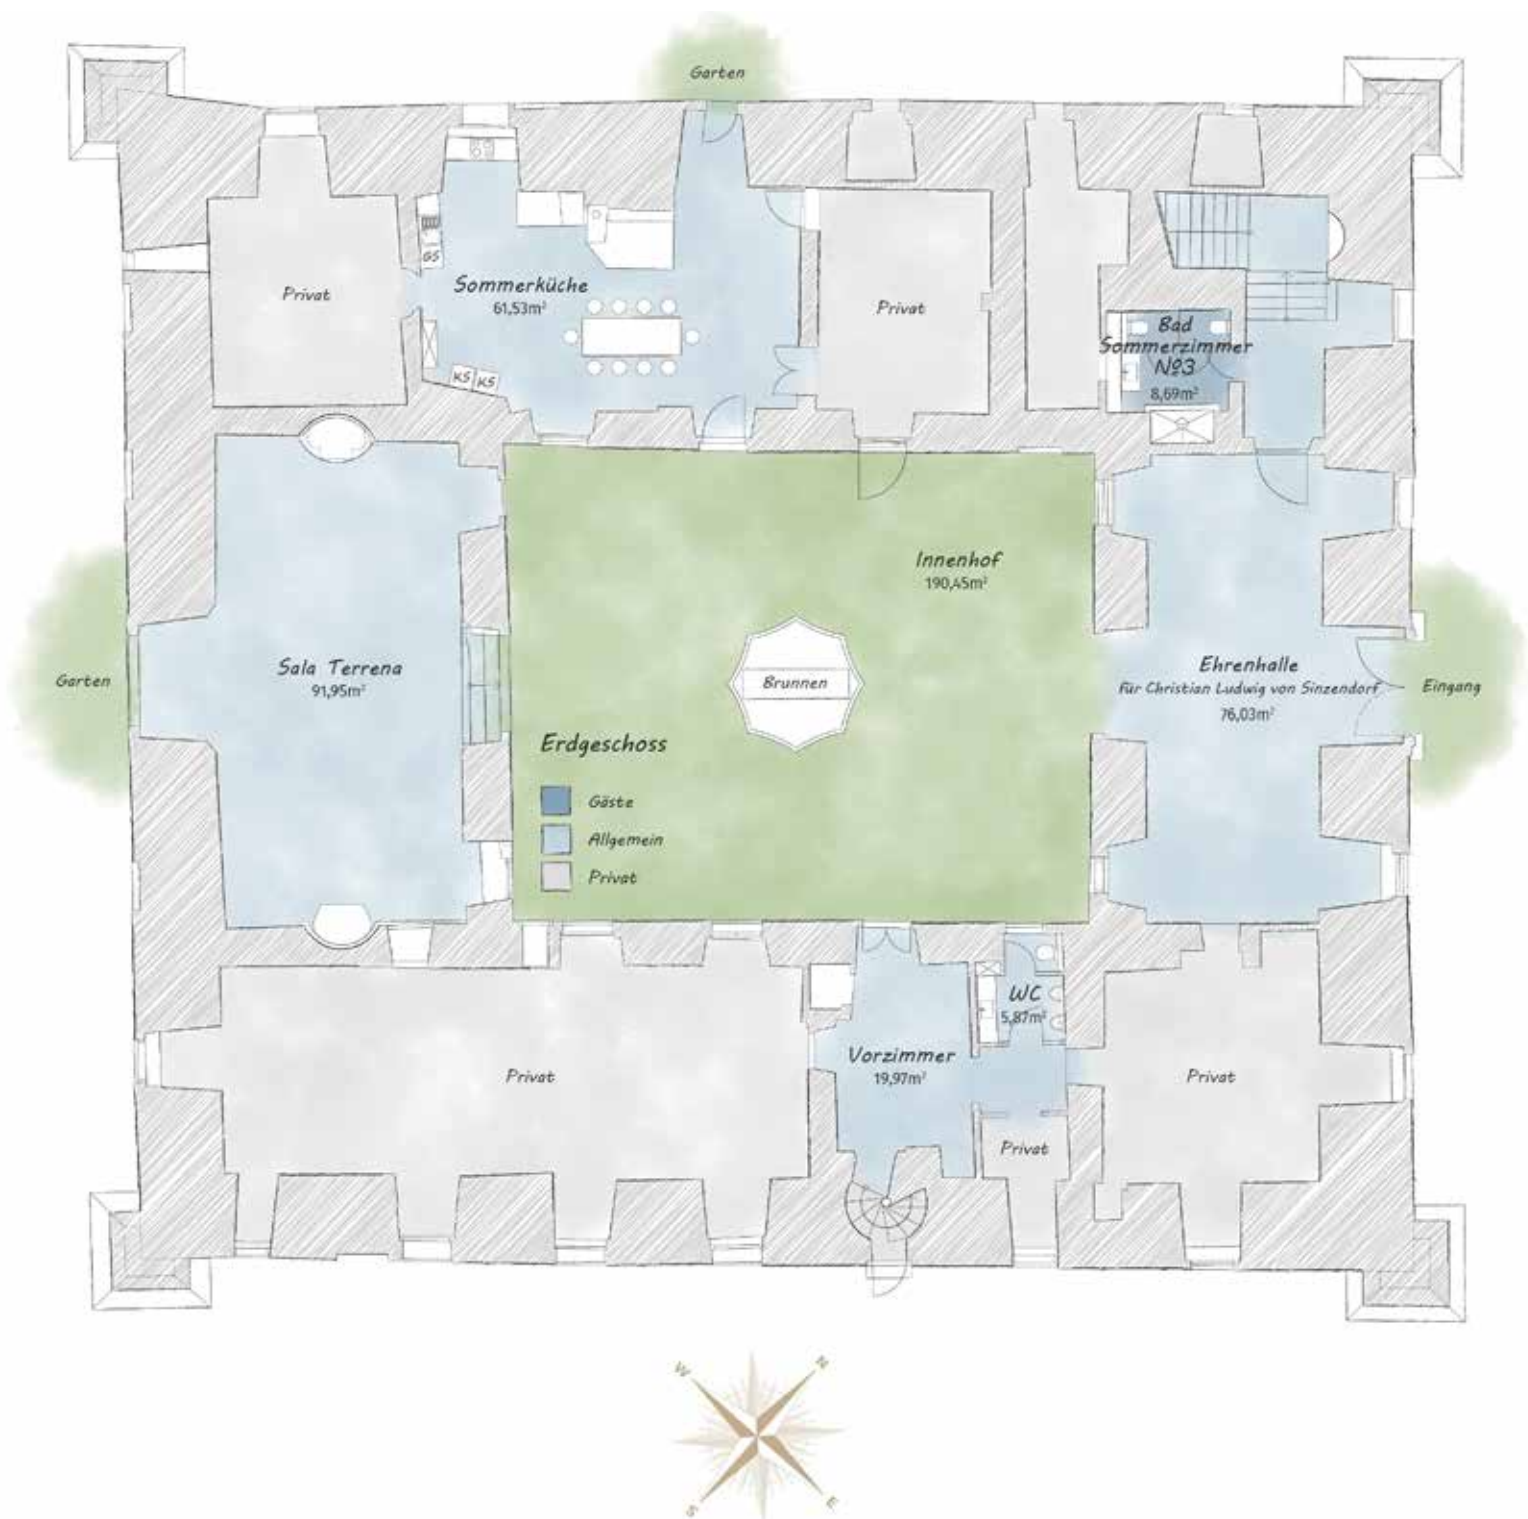 Garten
Privat
GS
Sommerküche
61,53m²
KS KS
Privat
Bad
Sommerzimmer
Nº3
8,69m²
Innenhof
190,45m²
Garten
Sala Terrena
91,95m²
Brunnen
Ehrenhalle
Für Christian Ludwig von Sinzendorf
76,03m²
Eingang
Erdgeschoss
Gäste
Allgemein
Privat
Privat
Vorzimmer
19,97m²
WC
5,87m²
Privat
Privat
W
N
S
E